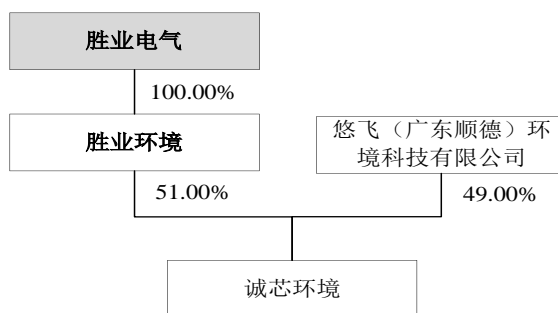 胜业电气
100.00%
胜业环境
悠飞（广东顺德）环
境科技有限公司
51.00%
49.00%
诚芯环境